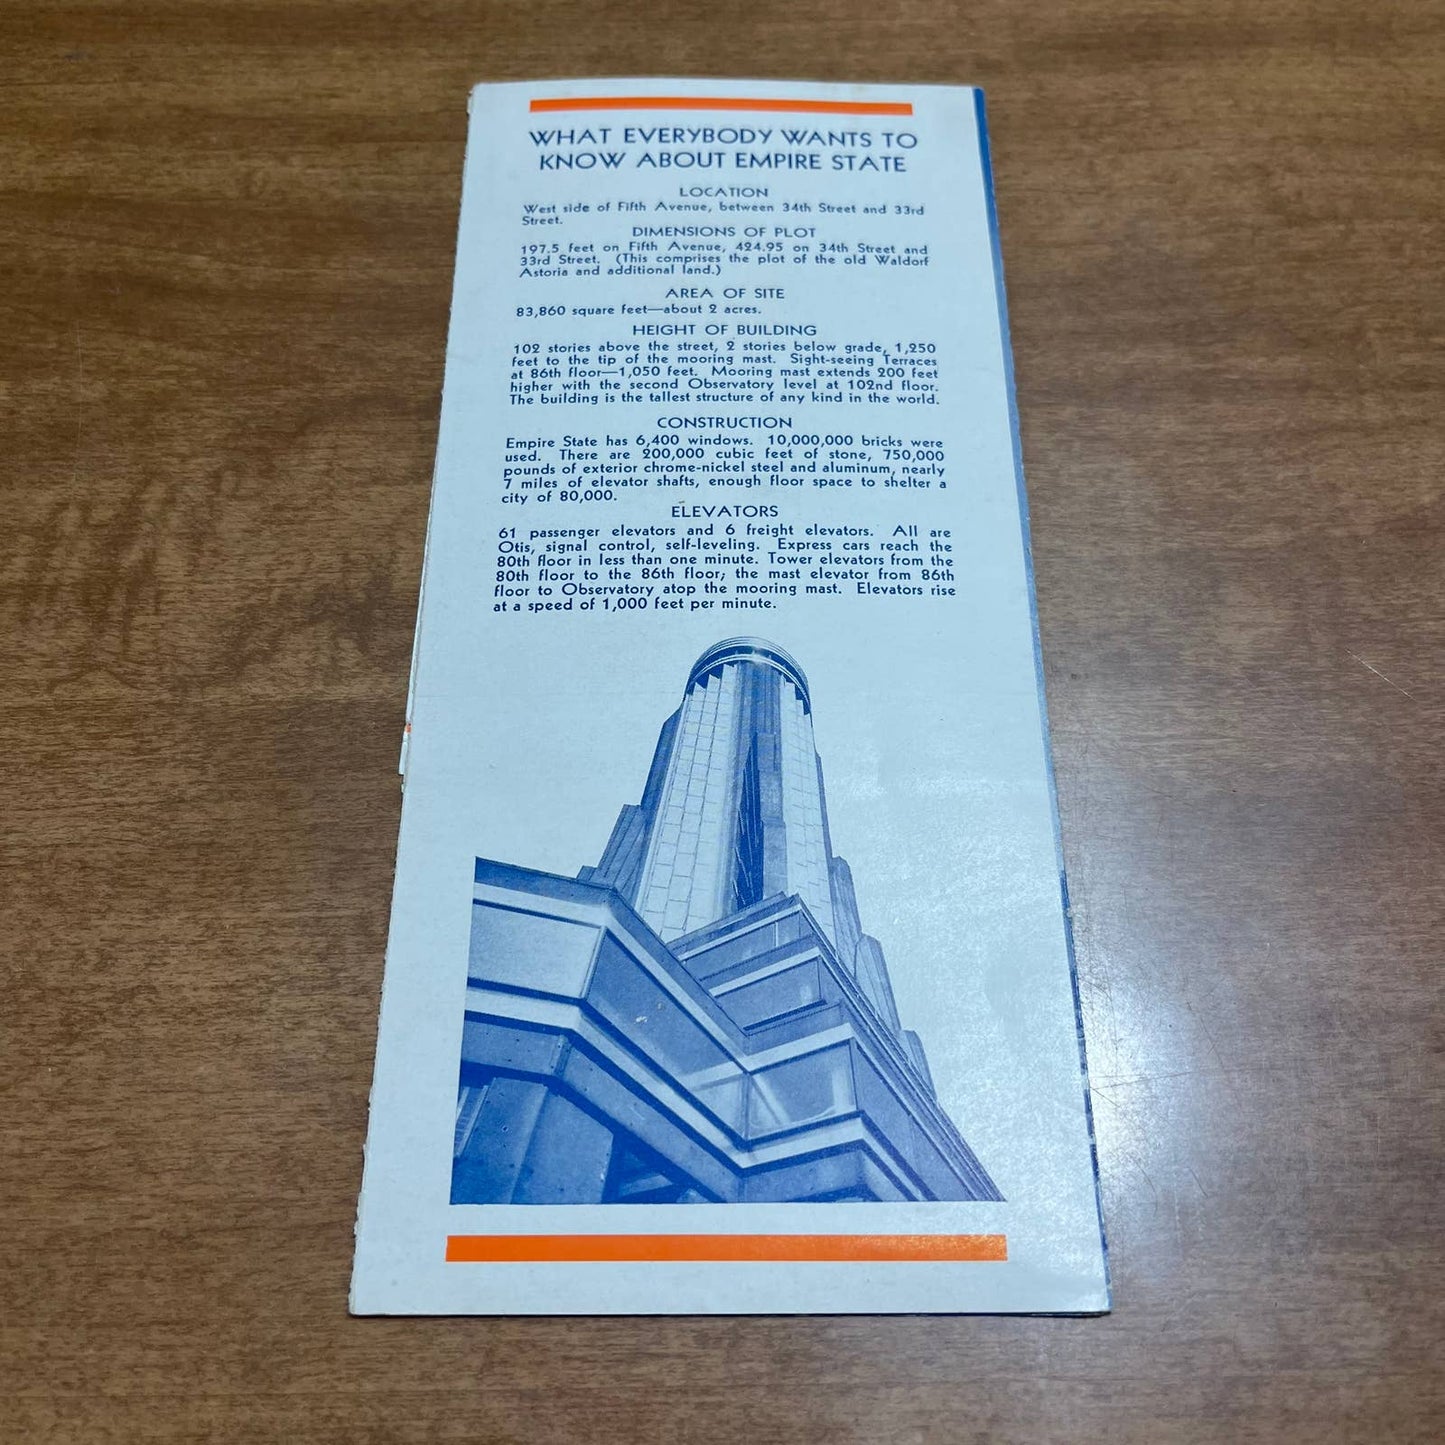 WHAT EVERYBODY WANTS TO
KNOW ABOUT EMPIRE STATE
LOCATION
West side of Fifth Avenue, between 34th Street and 33rd
Street.
DIMENSIONS OF PLOT
197.5 feet on Fifth Avenue, 424.95 on 34th Street and
33rd Street. (This comprises the plot of the old Waldorf
Astoria and additional land.)
AREA OF SITE
83,860 square feet—about 2 acres.
HEIGHT OF BUILDING
102 stories above the street, 2 stories below grade, 1,250
feet to the tip of the mooring mast. Sight-seeing Terraces
at 86th floor—1,050 feet. Mooring mast extends 200 feet
higher with the second Observatory level at 102nd floor.
The building is the tallest structure of any kind in the world.
CONSTRUCTION
Empire State has 6,400 windows. 10,000,000 bricks were
used. There are 200,000 cubic feet of stone, 750,000
pounds of exterior chrome-nickel steel and aluminum, nearly
7 miles of elevator shafts, enough floor space to shelter a
city of 80,000.
ELEVATORS
61 passenger elevators and 6 freight elevators. All are
Otis, signal control, self-leveling. Express cars reach the
80th floor in less than one minute. Tower elevators from the
80th floor to the 86th floor; the mast elevator from 86th
floor to Observatory atop the mooring mast. Elevators rise
at a speed of 1,000 feet per minute.